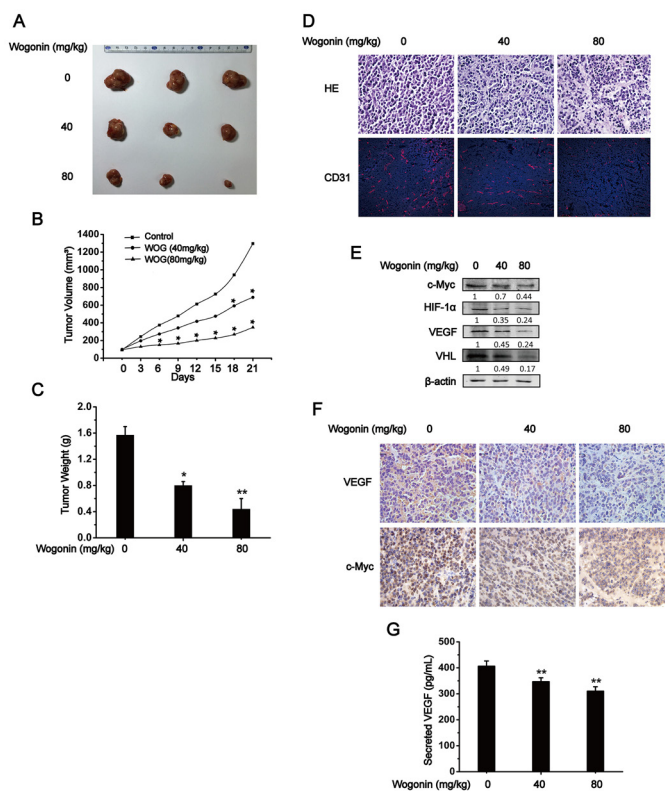 A
Wogonin (mg/kg)
0
40
80
B
Control
WOG (40mg/kg)
WOG(80mg/kg)
Tumor Volume (mm³)
1400
1200
1000
800
600
400
200
0
* * * * * *
* *
0 3 6 9 12 15 18 21
Days
C
Tumor Weight (g)
2.0
1.6
1.2
0.8
0.4
0.0
*
**
Wogonin (mg/kg) 0 40 80
D
Wogonin (mg/kg) 0 40 80
HE
CD31
E
Wogonin (mg/kg) 0 40 80
c-Myc
1 0.7 0.44
HIF-1α
1 0.35 0.24
VEGF
1 0.45 0.24
VHL
1 0.49 0.17
β-actin
F
Wogonin (mg/kg) 0 40 80
VEGF
c-Myc
G
Secreted VEGF (pg/mL)
500
400
300
200
100
0
**
**
Wogonin (mg/kg) 0 40 80